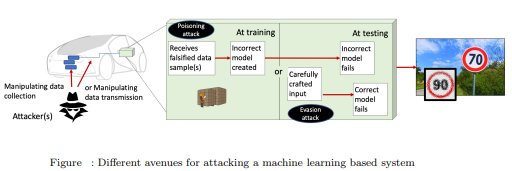 Poisoning
attack
At training
At testing
Receives
falsified data
sample(s)
Incorrect
model
created
Incorrect
model
fails
or
Carefully
crafted
input
Correct
model
fails
Evasion
attack
Manipulating data
collection
or Manipulating
data transmission
Attacker(s)
70
90
Figure : Different avenues for attacking a machine learning based system